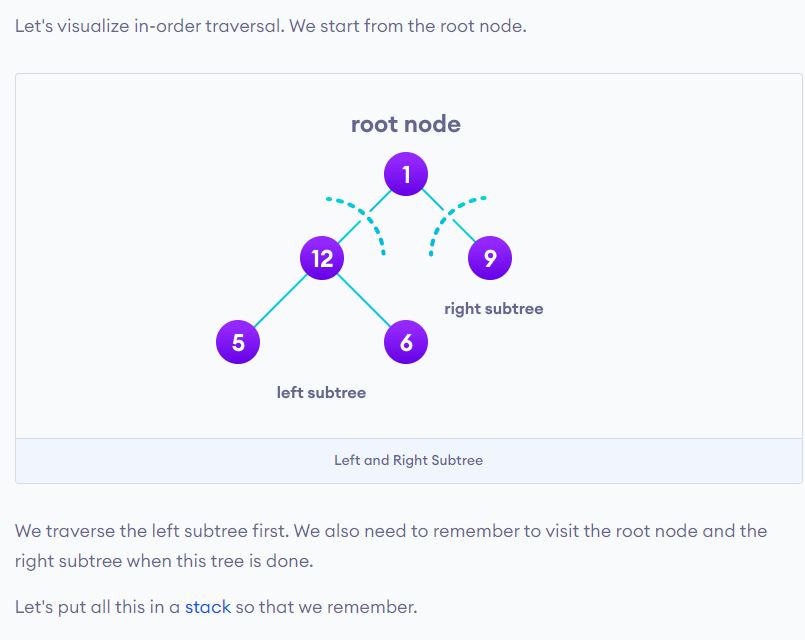 Let's visualize in-order traversal. We start from the root node.
root node
1
12
9
right subtree
5
6
left subtree
Left and Right Subtree
We traverse the left subtree first. We also need to remember to visit the root node and the
right subtree when this tree is done.
Let's put all this in a stack so that we remember.